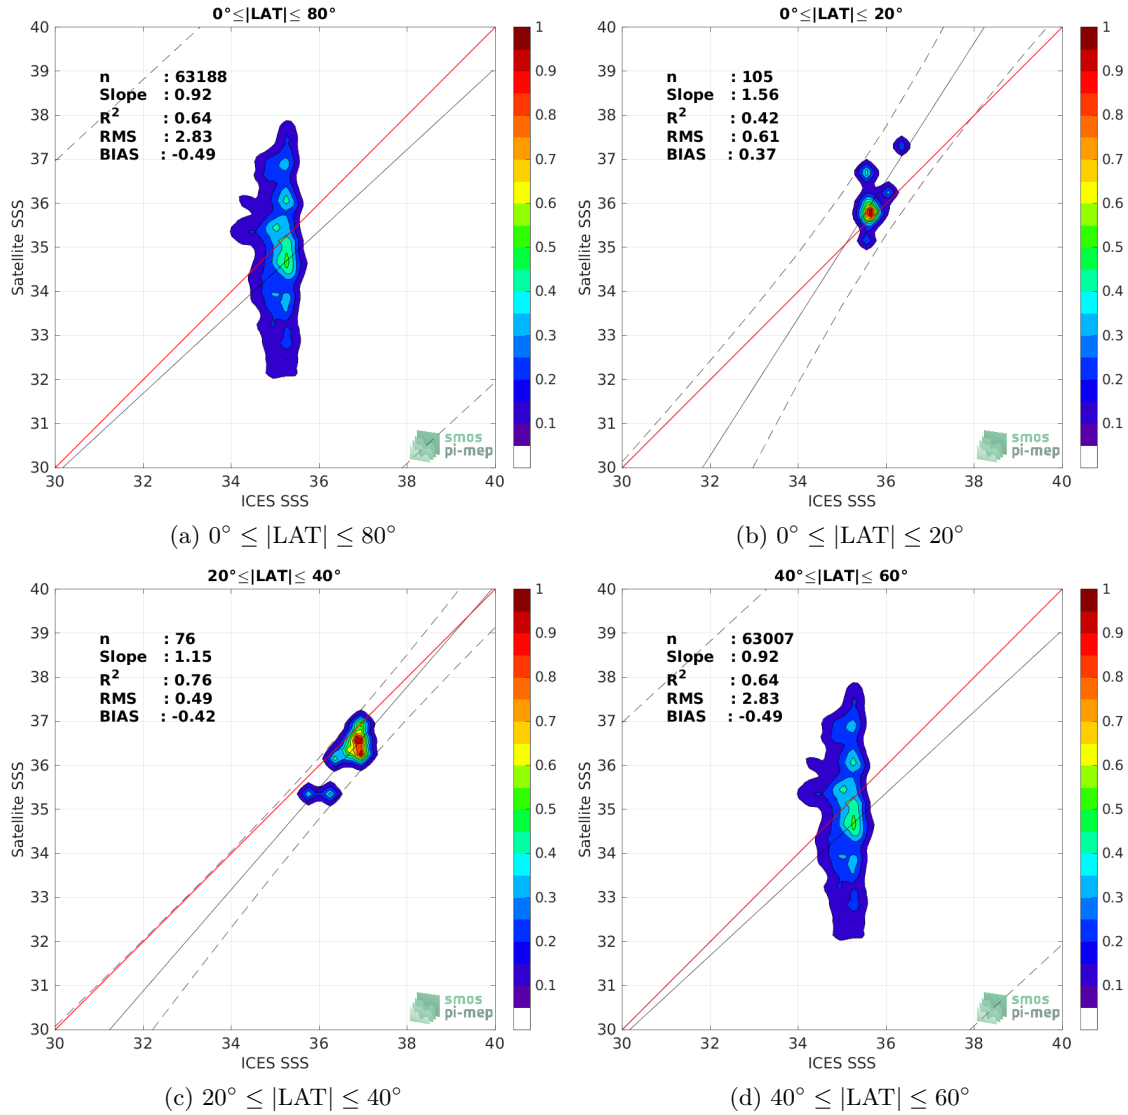 0°≤|LAT|≤ 80°
n : 63188
Slope : 0.92
R² : 0.64
RMS : 2.83
BIAS : -0.49
Satellite SSS
40
39
38
37
36
35
34
33
32
31
30
30 32 34 36 38 40
ICES SSS
smos
pi-mep
1
0.9
0.8
0.7
0.6
0.5
0.4
0.3
0.2
0.1
(a) 0° ≤ |LAT| ≤ 80°
0°≤|LAT|≤ 20°
n : 105
Slope : 1.56
R² : 0.42
RMS : 0.61
BIAS : 0.37
Satellite SSS
40
39
38
37
36
35
34
33
32
31
30
30 32 34 36 38 40
ICES SSS
smos
pi-mep
1
0.9
0.8
0.7
0.6
0.5
0.4
0.3
0.2
0.1
(b) 0° ≤ |LAT| ≤ 20°
20°≤|LAT|≤ 40°
n : 76
Slope : 1.15
R² : 0.76
RMS : 0.49
BIAS : -0.42
Satellite SSS
40
39
38
37
36
35
34
33
32
31
30
30 32 34 36 38 40
ICES SSS
smos
pi-mep
1
0.9
0.8
0.7
0.6
0.5
0.4
0.3
0.2
0.1
(c) 20° ≤ |LAT| ≤ 40°
40°≤|LAT|≤ 60°
n : 63007
Slope : 0.92
R² : 0.64
RMS : 2.83
BIAS : -0.49
Satellite SSS
40
39
38
37
36
35
34
33
32
31
30
30 32 34 36 38 40
ICES SSS
smos
pi-mep
1
0.9
0.8
0.7
0.6
0.5
0.4
0.3
0.2
0.1
(d) 40° ≤ |LAT| ≤ 60°